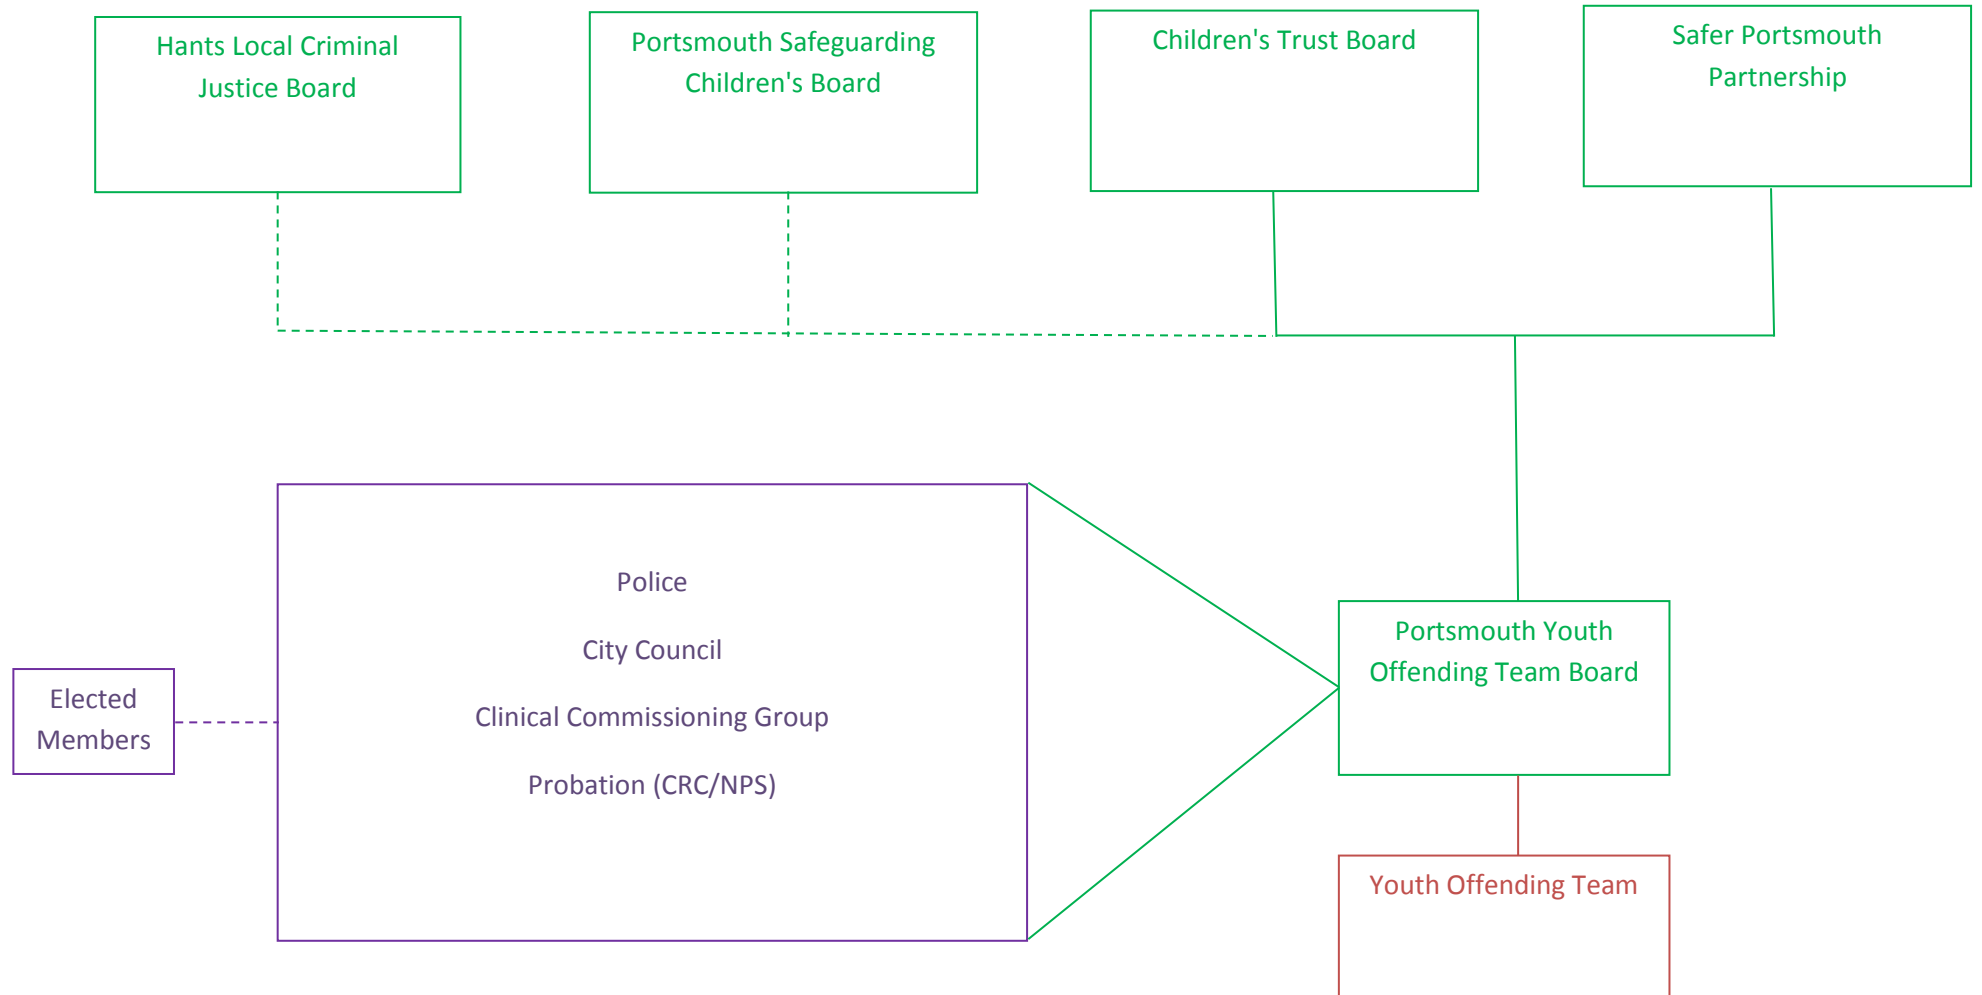 Hants Local Criminal
Justice Board
Portsmouth Safeguarding
Children's Board
Children's Trust Board
Safer Portsmouth
Partnership
Police
City Council
Clinical Commissioning Group
Probation (CRC/NPS)
Elected
Members
Portsmouth Youth
Offending Team Board
Youth Offending Team